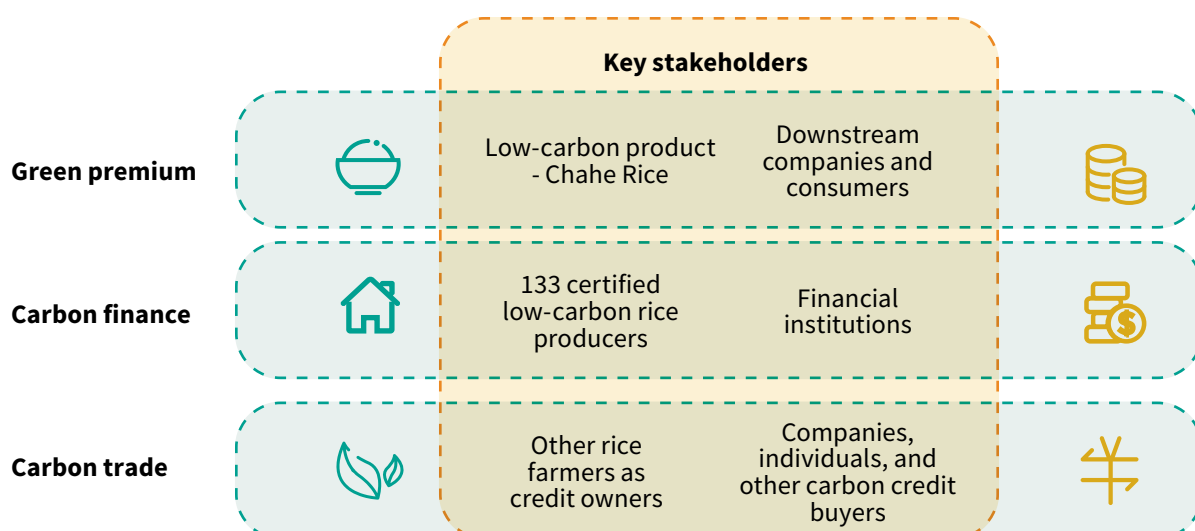 Key stakeholders
Green premium
Low-carbon product
- Chahe Rice
Downstream
companies and
consumers
Carbon finance
133 certified
low-carbon rice
producers
Financial
institutions
$
Carbon trade
Other rice
farmers as
credit owners
Companies,
individuals, and
other carbon credit
buyers